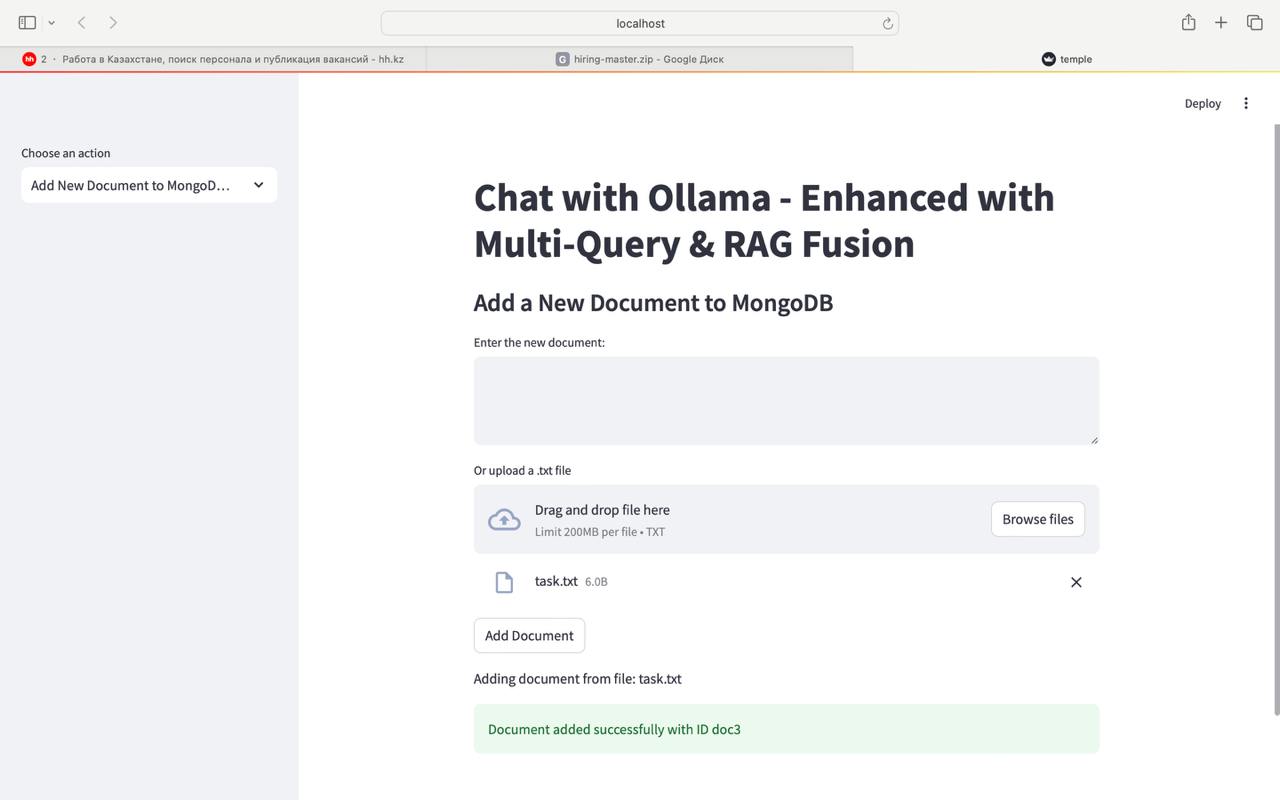 localhost
2 · Работа в Казахстане, поиск персонала и публикация вакансий - hh.kz
hiring-master.zip - Google Диск
temple
Deploy
Choose an action
Add New Document to MongoD...
Chat with Ollama - Enhanced with
Multi-Query & RAG Fusion
Add a New Document to MongoDB
Enter the new document:
Or upload a .txt file
Drag and drop file here
Limit 200MB per file • TXT
Browse files
task.txt 6.0B
Add Document
Adding document from file: task.txt
Document added successfully with ID doc3